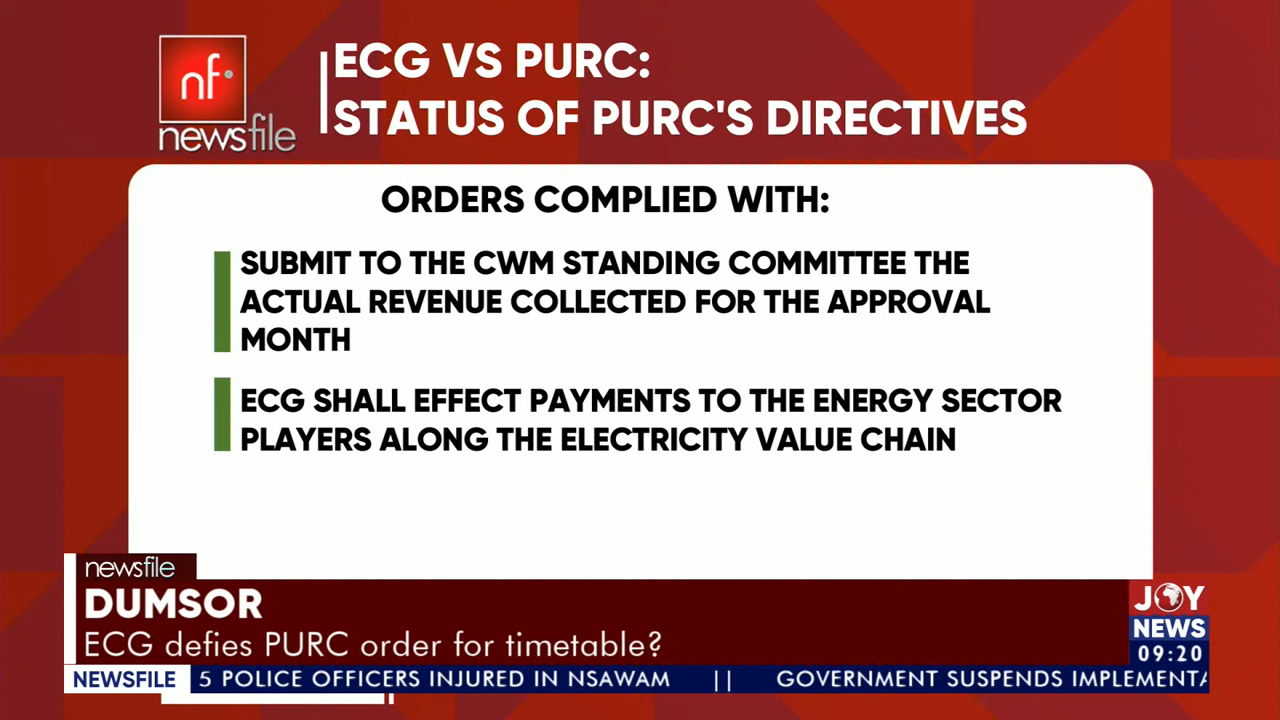 nf
newsfile
ECG VS PURC:
STATUS OF PURC'S DIRECTIVES
ORDERS COMPLIED WITH:
SUBMIT TO THE CWM STANDING COMMITTEE THE
ACTUAL REVENUE COLLECTED FOR THE APPROVAL
MONTH
ECG SHALL EFFECT PAYMENTS TO THE ENERGY SECTOR
PLAYERS ALONG THE ELECTRICITY VALUE CHAIN
newsfile
DUMSOR
ECG defies PURC order for timetable?
JOY
NEWS
09:20
NEWSFILE 5 POLICE OFFICERS INJURED IN NSAWAM || GOVERNMENT SUSPENDS IMPLEMENTA